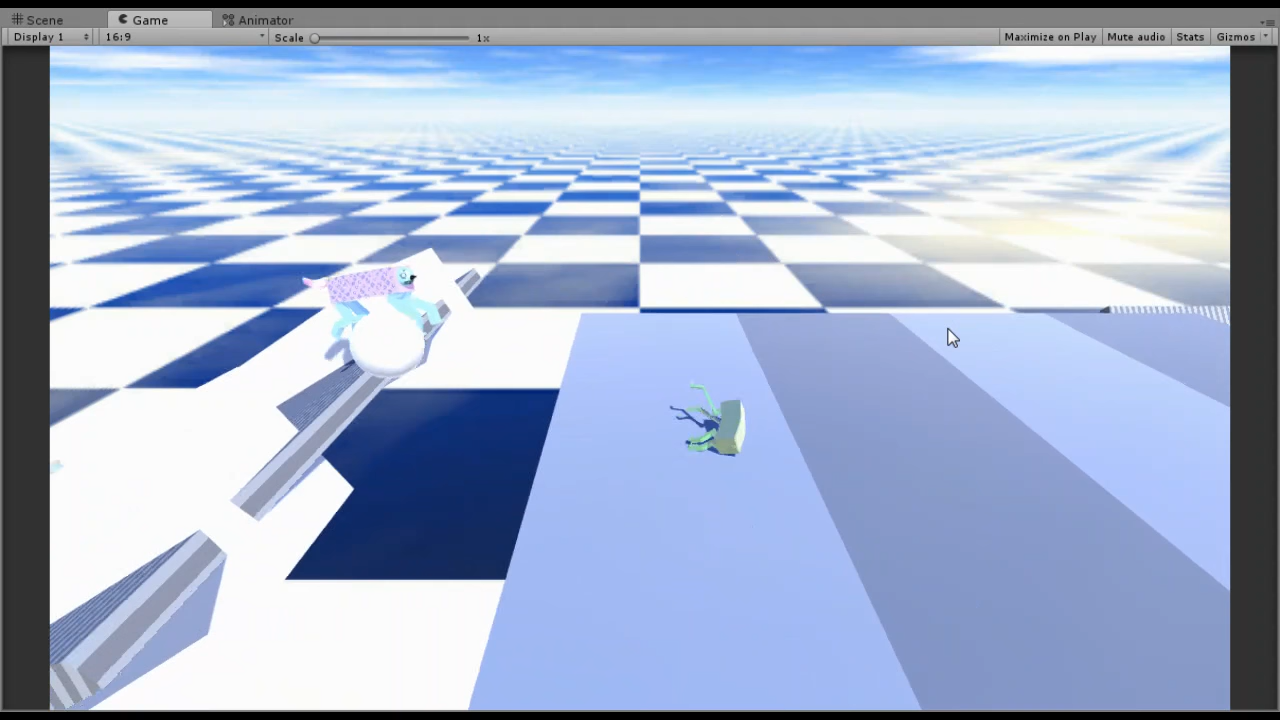 Scene Game Animator
Display 1 16:9 Scale 1x Maximize on Play Mute audio Stats Gizmos